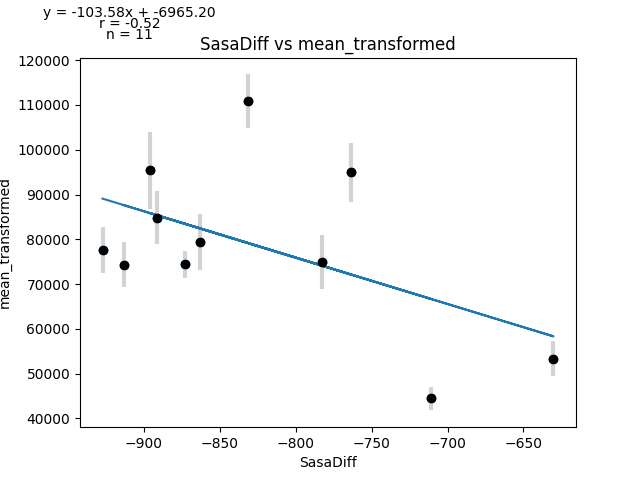 y = -103.58x + -6965.20
r = -0.52
n = 11
SasaDiff vs mean_transformed
120000
110000
100000
90000
80000
70000
60000
50000
40000
mean_transformed
−900
−850
−800
−750
−700
−650
SasaDiff